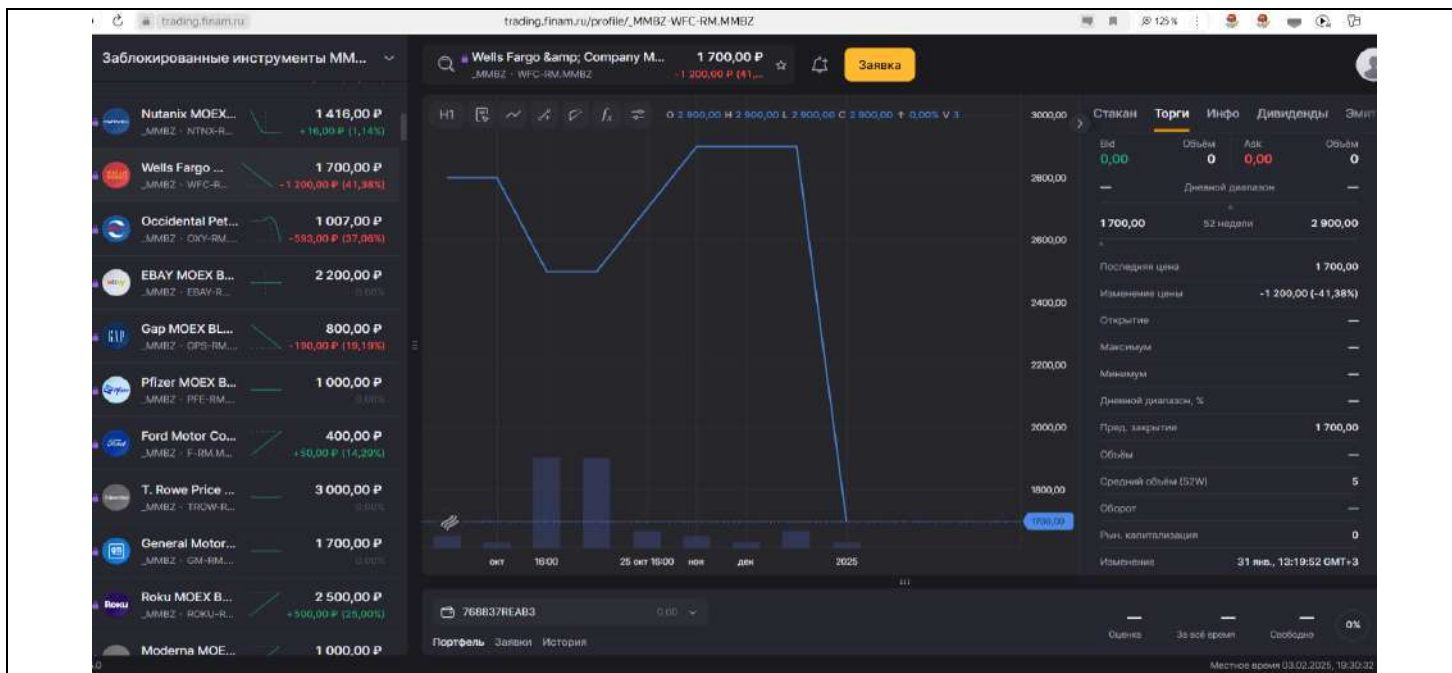 trading.finam.ru
trading.finam.ru/profile/_MMBZ-WFC-RM.MMBZ
125 %
Заблокированные инструменты MM...
Nutanix MOEX... 1 416,00 ₽
_MMBZ · NTNX-R... +16,00 ₽ (1,14%)
Wells Fargo ... 1 700,00 ₽
_MMBZ · WFC-R... -1 200,00 ₽ (41,38%)
Occidental Pet... 1 007,00 ₽
_MMBZ · OXY-RM.... -593,00 ₽ (37,06%)
EBAY MOEX B... 2 200,00 ₽
_MMBZ · EBAY-R... 0.00%
Gap MOEX BL... 800,00 ₽
_MMBZ · GPS-RM.... -190,00 ₽ (19,19%)
Pfizer MOEX B... 1 000,00 ₽
_MMBZ · PFE-RM.... 0.00%
Ford Motor Co... 400,00 ₽
_MMBZ · F-RM.M... +50,00 ₽ (14,29%)
T. Rowe Price ... 3 000,00 ₽
_MMBZ · TROW-R... 0.00%
General Motor... 1 700,00 ₽
_MMBZ · GM-RM.... 0.00%
Roku MOEX B... 2 500,00 ₽
_MMBZ · ROKU-R... +500,00 ₽ (25,00%)
Moderna MOE... 1 000,00 ₽
Wells Fargo &amp; Company M... 1 700,00 ₽
_MMBZ · WFC-RM.MMBZ -1 200,00 ₽ (41,...
Заявка
H1
O 2 900,00 H 2 900,00 L 2 900,00 C 2 900,00 0,00% V 3
3000,00
2800,00
2600,00
2400,00
2200,00
2000,00
1800,00
1700,00
окт 16:00 25 окт 16:00 ноя дек 2025
Стакан Торги Инфо Дивиденды Эмит
Bid Объём Ask Объём
0,00 0 0,00 0
— Дневной диапазон —
1 700,00 52 недели 2 900,00
Последняя цена 1 700,00
Изменение цены -1 200,00 (-41,38%)
Открытие —
Максимум —
Минимум —
Дневной диапазон, % —
Пред. закрытие 1 700,00
Объём —
Средний объём (52W) 5
Оборот —
Рын. капитализация 0
Изменение 31 янв., 13:19:52 GMT+3
768837REAB3 0.00
Портфель Заявки История
— — —
Оценка За всё время Свободно
0%
Местное время 03.02.2025, 19:30:32